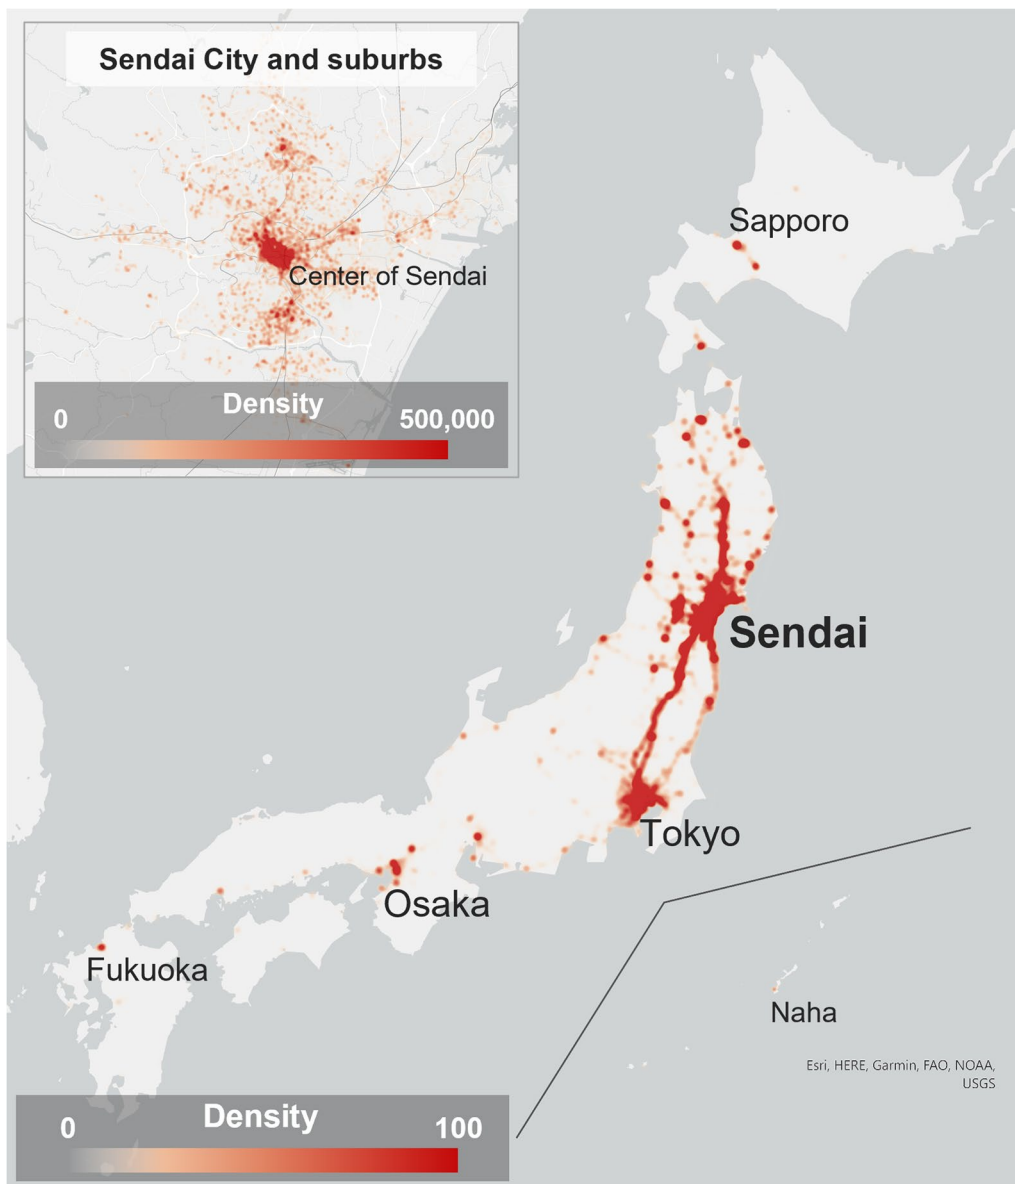 Sendai City and suburbs
Center of Sendai
Density
0
500,000
Sapporo
Sendai
Tokyo
Osaka
Fukuoka
Naha
Esri, HERE, Garmin, FAO, NOAA,
USGS
Density
0
100